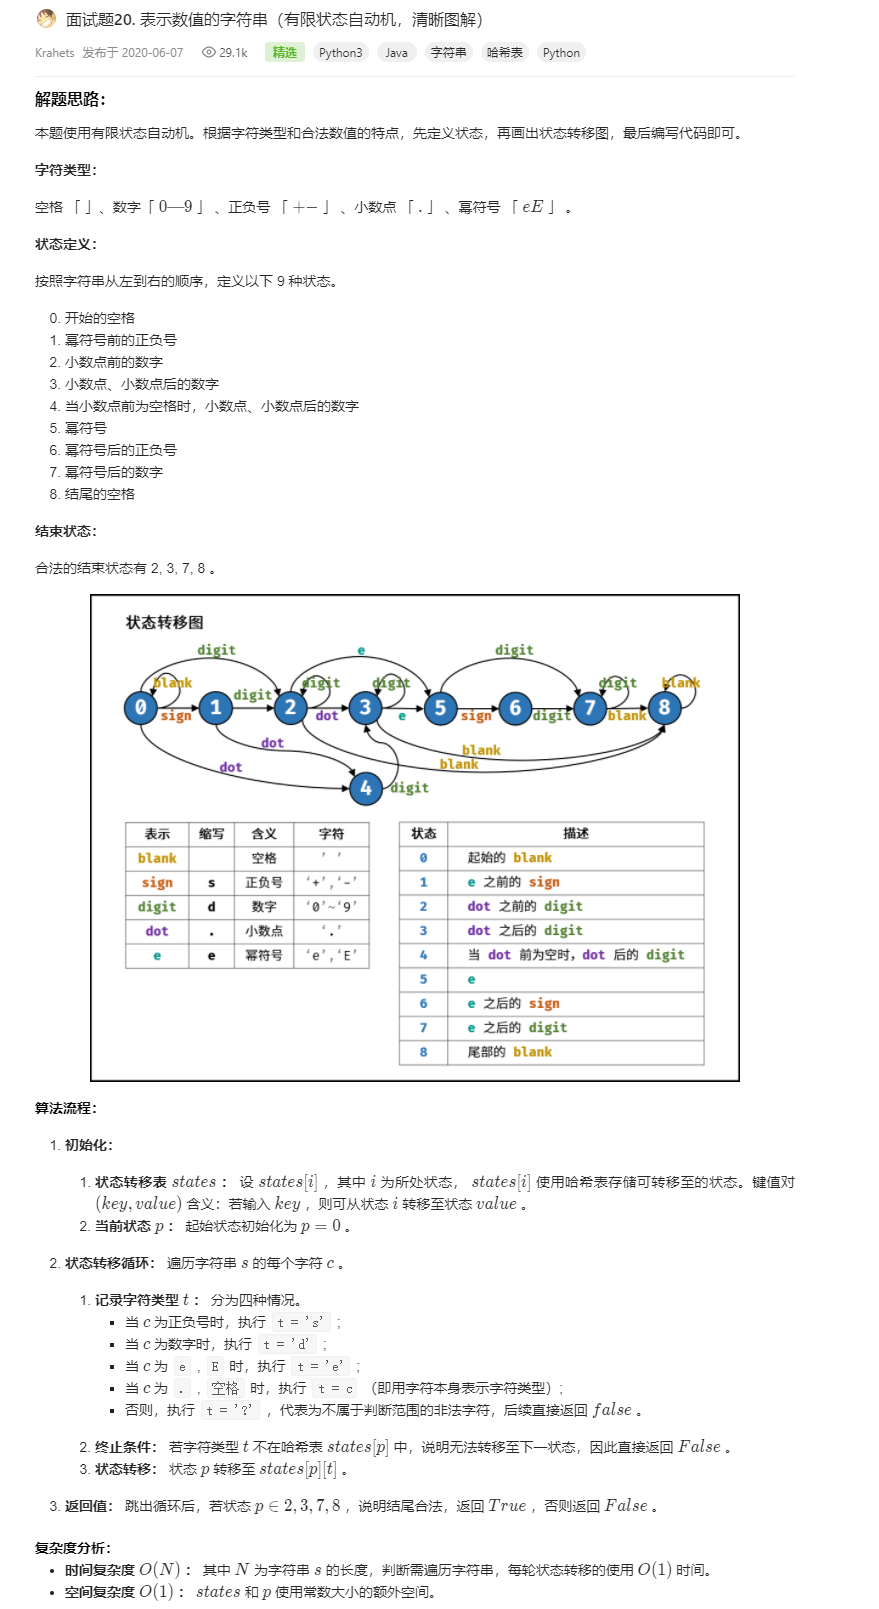 面试题20. 表示数值的字符串（有限状态自动机，清晰图解）
Krahets 发布于 2020-06-07 29.1k 精选 Python3 Java 字符串 哈希表 Python
解题思路：
本题使用有限状态自动机。根据字符类型和合法数值的特点，先定义状态，再画出状态转移图，最后编写代码即可。
字符类型：
空格「 」、数字「 0—9 」 、正负号 「 +− 」 、小数点 「 . 」 、幂符号 「 eE 」 。
状态定义：
按照字符串从左到右的顺序，定义以下 9 种状态。
0. 开始的空格
1. 幂符号前的正负号
2. 小数点前的数字
3. 小数点、小数点后的数字
4. 当小数点前为空格时，小数点、小数点后的数字
5. 幂符号
6. 幂符号后的正负号
7. 幂符号后的数字
8. 结尾的空格
结束状态：
合法的结束状态有 2, 3, 7, 8 。
状态转移图
digit e digit
blank digit digit digit blank
0 1 2 3 5 6 7 8
sign digit dot e sign digit blank
dot blank
dot blank
4 digit
表示 缩写 含义 字符
blank 空格 ' '
sign s 正负号 '+','-'
digit d 数字 '0'~'9'
dot . 小数点 '.'
e e 幂符号 'e','E'
状态 描述
0 起始的 blank
1 e 之前的 sign
2 dot 之前的 digit
3 dot 之后的 digit
4 当 dot 前为空时，dot 后的 digit
5 e
6 e 之后的 sign
7 e 之后的 digit
8 尾部的 blank
算法流程：
1. 初始化：
1. 状态转移表 states ： 设 states[i] ，其中 i 为所处状态， states[i] 使用哈希表存储可转移至的状态。键值对
(key, value) 含义：若输入 key ，则可从状态 i 转移至状态 value 。
2. 当前状态 p ： 起始状态初始化为 p = 0 。
2. 状态转移循环： 遍历字符串 s 的每个字符 c 。
1. 记录字符类型 t ： 分为四种情况。
▪ 当 c 为正负号时，执行 t = 's' ;
▪ 当 c 为数字时，执行 t = 'd' ;
▪ 当 c 为 e , E 时，执行 t = 'e' ;
▪ 当 c 为 . , 空格 时，执行 t = c （即用字符本身表示字符类型）;
▪ 否则，执行 t = '?' ，代表为不属于判断范围的非法字符，后续直接返回 false 。
2. 终止条件： 若字符类型 t 不在哈希表 states[p] 中，说明无法转移至下一状态，因此直接返回 False 。
3. 状态转移： 状态 p 转移至 states[p][t] 。
3. 返回值： 跳出循环后，若状态 p ∈ 2, 3, 7, 8 ，说明结尾合法，返回 True ，否则返回 False 。
复杂度分析：
• 时间复杂度 O(N) ： 其中 N 为字符串 s 的长度，判断需遍历字符串，每轮状态转移的使用 O(1) 时间。
• 空间复杂度 O(1) ： states 和 p 使用常数大小的额外空间。